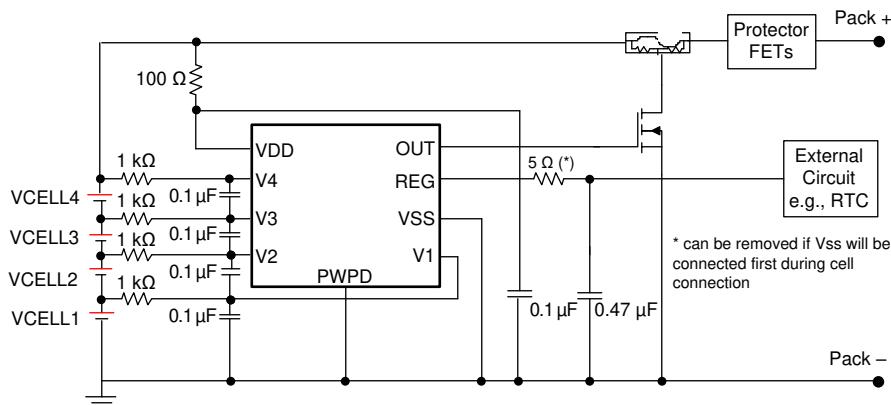 Pack +
Protector
FETs
100 Ω
VDD
OUT
1 kΩ
5 Ω (*)
External
Circuit
e.g., RTC
V4
REG
VCELL4
0.1 µF
1 kΩ
V3
VSS
VCELL3
0.1 µF
1 kΩ
V2
V1
* can be removed if Vss will be
connected first during cell
connection
VCELL2
0.1 µF
1 kΩ
PWPD
VCELL1
0.1 µF
0.1 µF
0.47 µF
Pack –